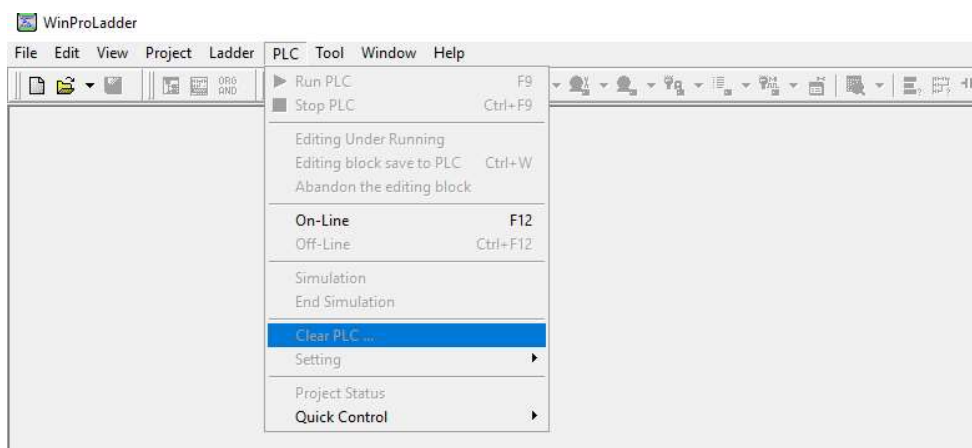 WinProLadder
File Edit View Project Ladder PLC Tool Window Help
ORG
AND
Run PLC F9
Stop PLC Ctrl+F9
Editing Under Running
Editing block save to PLC Ctrl+W
Abandon the editing block
On-Line F12
Off-Line Ctrl+F12
Simulation
End Simulation
Clear PLC ...
Setting
Project Status
Quick Control